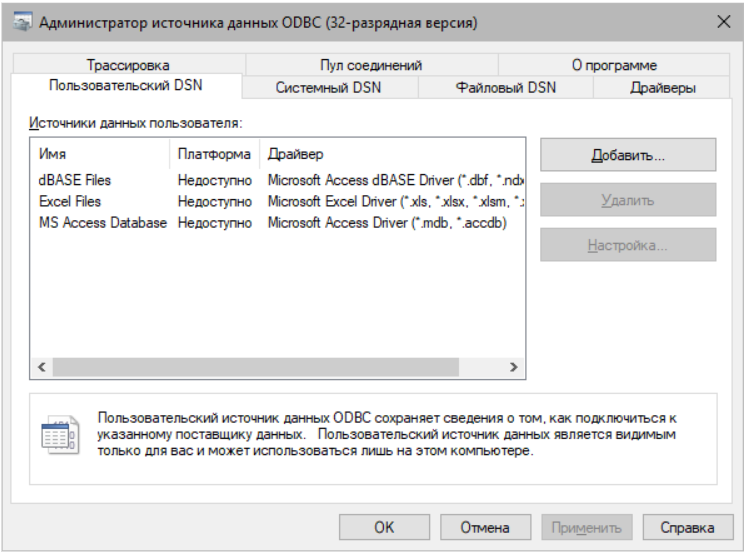 Администратор источника данных ODBC (32-разрядная версия)
Трассировка Пул соединений О программе
Пользовательский DSN Системный DSN Файловый DSN Драйверы
Источники данных пользователя:
Имя Платформа Драйвер
dBASE Files Недоступно Microsoft Access dBASE Driver (*.dbf, *.ndx
Excel Files Недоступно Microsoft Excel Driver (*.xls, *.xlsx, *.xlsm, *.
MS Access Database Недоступно Microsoft Access Driver (*.mdb, *.accdb)
Добавить...
Удалить
Настройка...
Пользовательский источник данных ODBC сохраняет сведения о том, как подключиться к
указанному поставщику данных. Пользовательский источник данных является видимым
только для вас и может использоваться лишь на этом компьютере.
OK Отмена Применить Справка